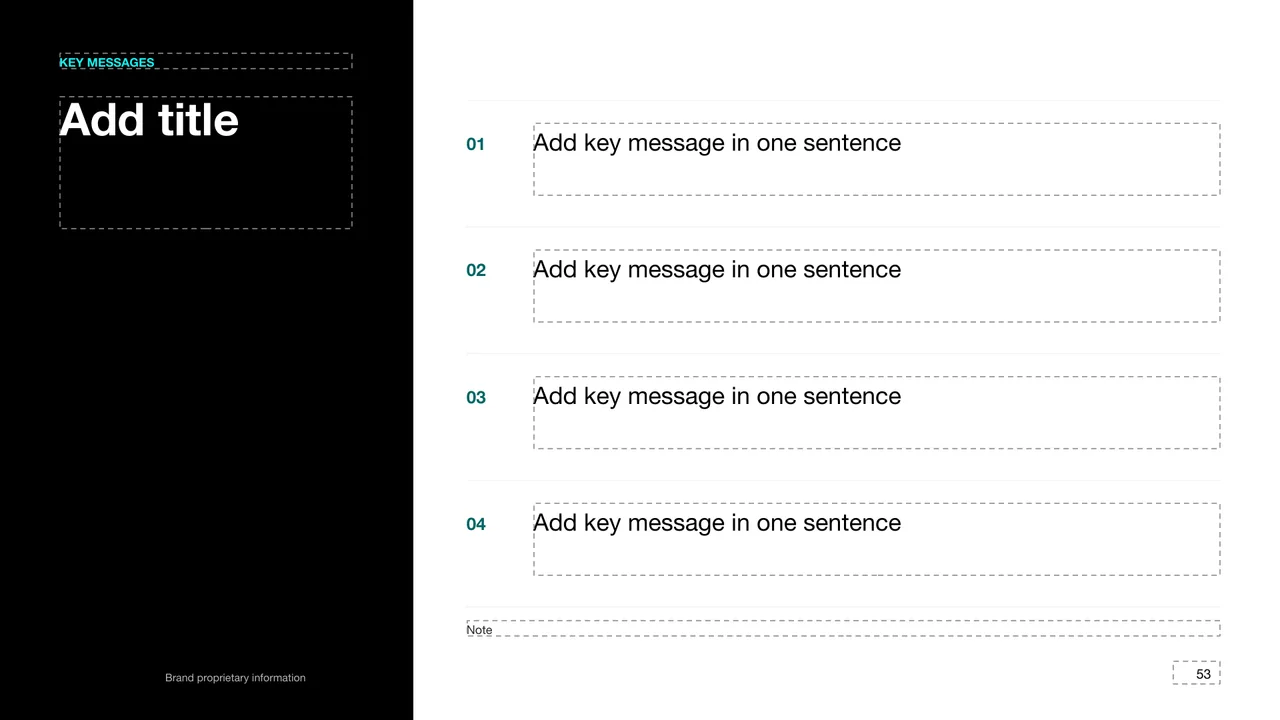 KEY MESSAGES
Add title
01
Add key message in one sentence
02
Add key message in one sentence
03
Add key message in one sentence
04
Add key message in one sentence
Note
Brand proprietary information
53